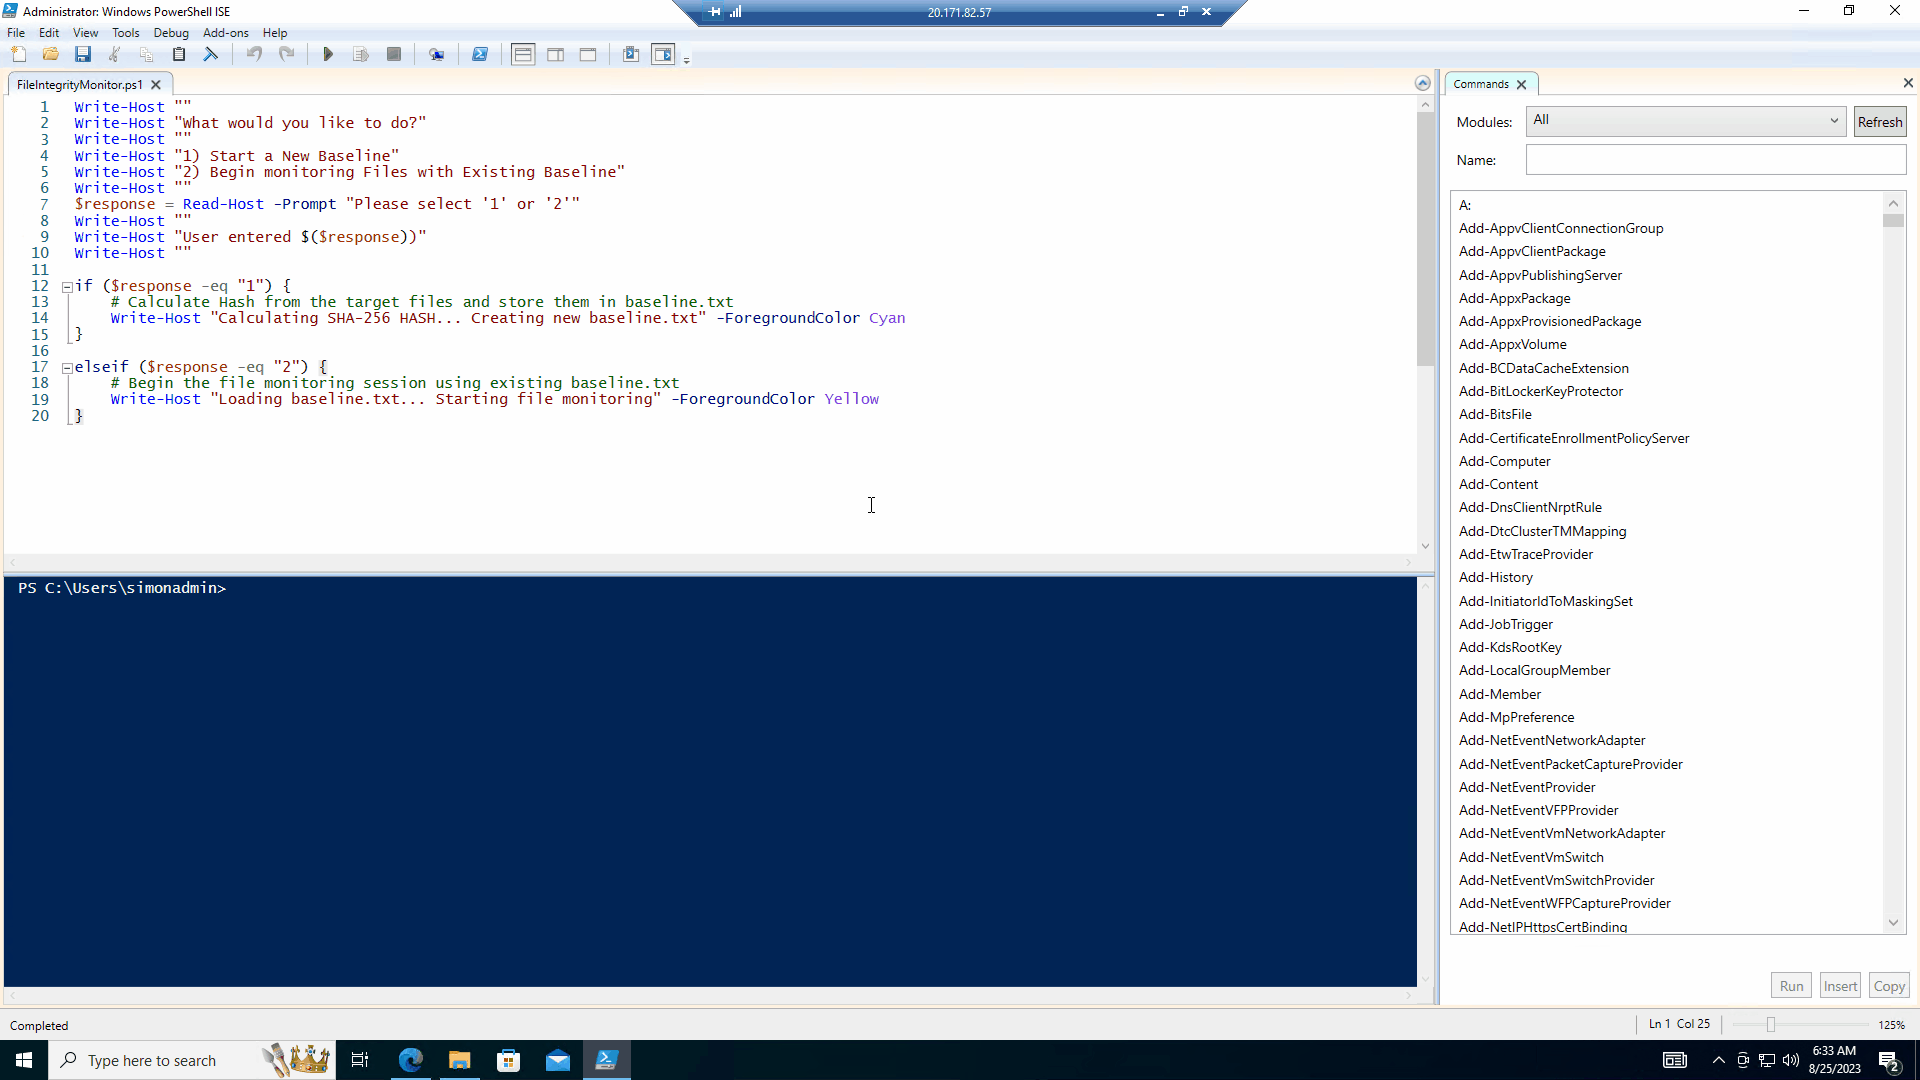 Administrator: Windows PowerShell ISE
20.171.82.57
File Edit View Tools Debug Add-ons Help
FileIntegrityMonitor.ps1
1 Write-Host ""
2 Write-Host "What would you like to do?"
3 Write-Host ""
4 Write-Host "1) Start a New Baseline"
5 Write-Host "2) Begin monitoring Files with Existing Baseline"
6 Write-Host ""
7 $response = Read-Host -Prompt "Please select '1' or '2'"
8 Write-Host ""
9 Write-Host "User entered $($response))"
10 Write-Host ""
11
12 if ($response -eq "1") {
13 # Calculate Hash from the target files and store them in baseline.txt
14 Write-Host "Calculating SHA-256 HASH... Creating new baseline.txt" -ForegroundColor Cyan
15 }
16
17 elseif ($response -eq "2") {
18 # Begin the file monitoring session using existing baseline.txt
19 Write-Host "Loading baseline.txt... Starting file monitoring" -ForegroundColor Yellow
20 }
PS C:\Users\simonadmin>
Commands
Modules: All Refresh
Name:
A:
Add-AppvClientConnectionGroup
Add-AppvClientPackage
Add-AppvPublishingServer
Add-AppxPackage
Add-AppxProvisionedPackage
Add-AppxVolume
Add-BCDataCacheExtension
Add-BitLockerKeyProtector
Add-BitsFile
Add-CertificateEnrollmentPolicyServer
Add-Computer
Add-Content
Add-DnsClientNrptRule
Add-DtcClusterTMMapping
Add-EtwTraceProvider
Add-History
Add-InitiatorIdToMaskingSet
Add-JobTrigger
Add-KdsRootKey
Add-LocalGroupMember
Add-Member
Add-MpPreference
Add-NetEventNetworkAdapter
Add-NetEventPacketCaptureProvider
Add-NetEventProvider
Add-NetEventVFPProvider
Add-NetEventVmNetworkAdapter
Add-NetEventVmSwitch
Add-NetEventVmSwitchProvider
Add-NetEventWFPCaptureProvider
Add-NetIPHttpsCertBinding
Run Insert Copy
Completed
Ln 1 Col 25
125%
Type here to search
6:33 AM
8/25/2023
2